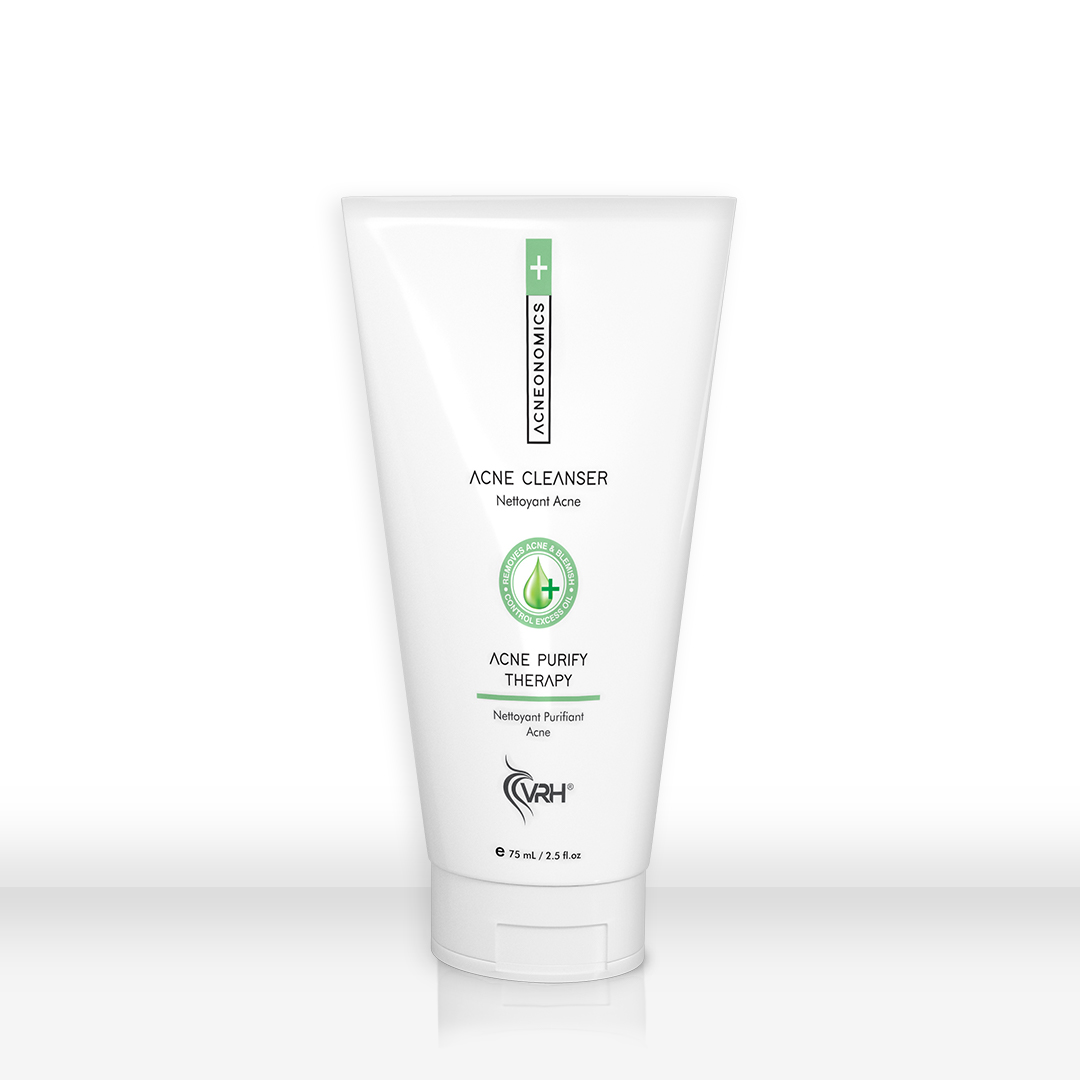 +
ACNEONOMICS
ACNE CLEANSER
Nettoyant Acne
• REMOVES ACNE & BLEMISH •
CONTROL EXCESS OIL
+
ACNE PURIFY
THERAPY
Nettoyant Purifiant
Acne
VRH®
e 75 mL / 2.5 fl.oz